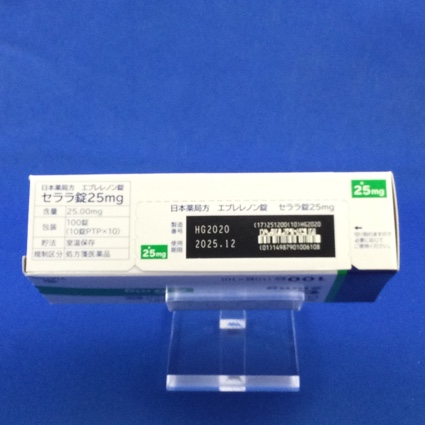 日本薬局方 エプレレノン錠
セララ錠25mg
含量 25.00mg
包装 100錠
(10錠PTP×10)
貯法 室温保存
規制区分 処方箋医薬品
25mg
日本薬局方 エプレレノン錠 セララ錠25mg
製造番号 HG2020
使用期限 2025.12
(17)251200(10)HG2020
(01)14987901006108
25mg
100錠